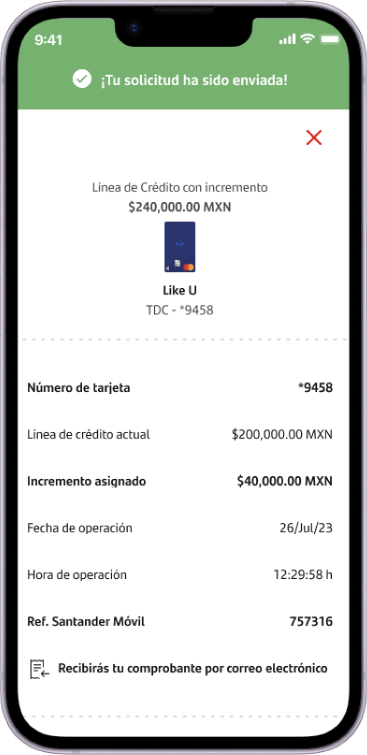 9:41
¡Tu solicitud ha sido enviada!
Línea de Crédito con incremento
$240,000.00 MXN
Like U
TDC - *9458
Número de tarjeta *9458
Línea de crédito actual $200,000.00 MXN
Incremento asignado $40,000.00 MXN
Fecha de operación 26/Jul/23
Hora de operación 12:29:58 h
Ref. Santander Móvil 757316
Recibirás tu comprobante por correo electrónico